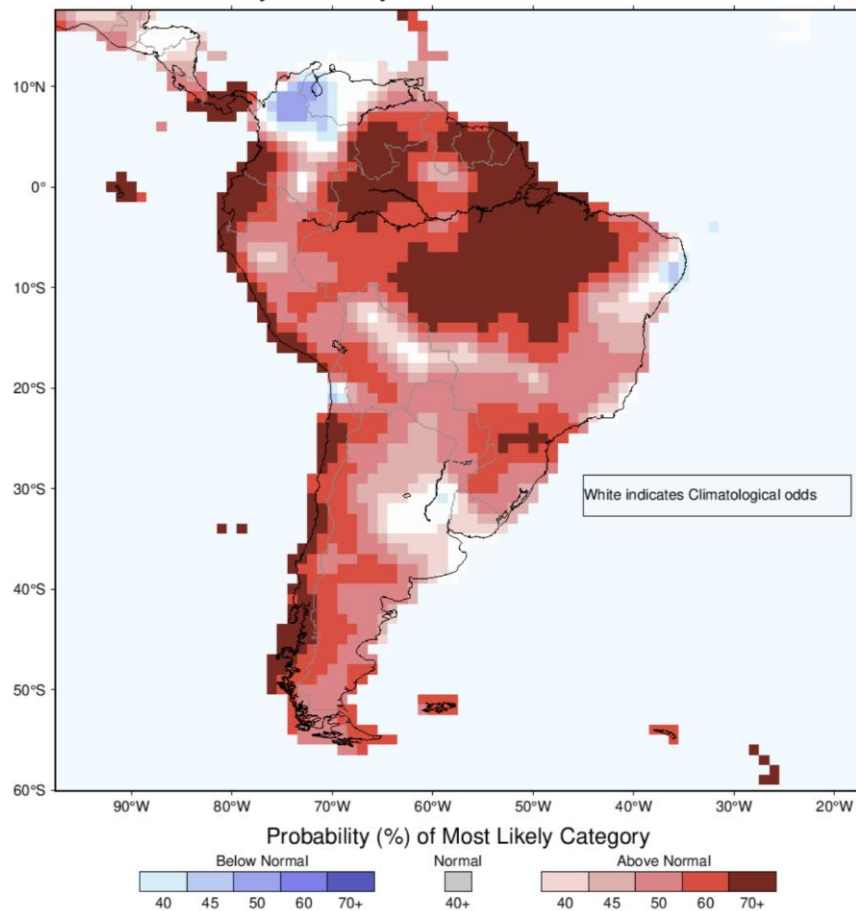 10°N
0°
10°S
20°S
30°S
40°S
50°S
60°S
White indicates Climatological odds
90°W 80°W 70°W 60°W 50°W 40°W 30°W 20°W
Probability (%) of Most Likely Category
Below Normal Normal Above Normal
40 45 50 60 70+ 40+ 40 45 50 60 70+